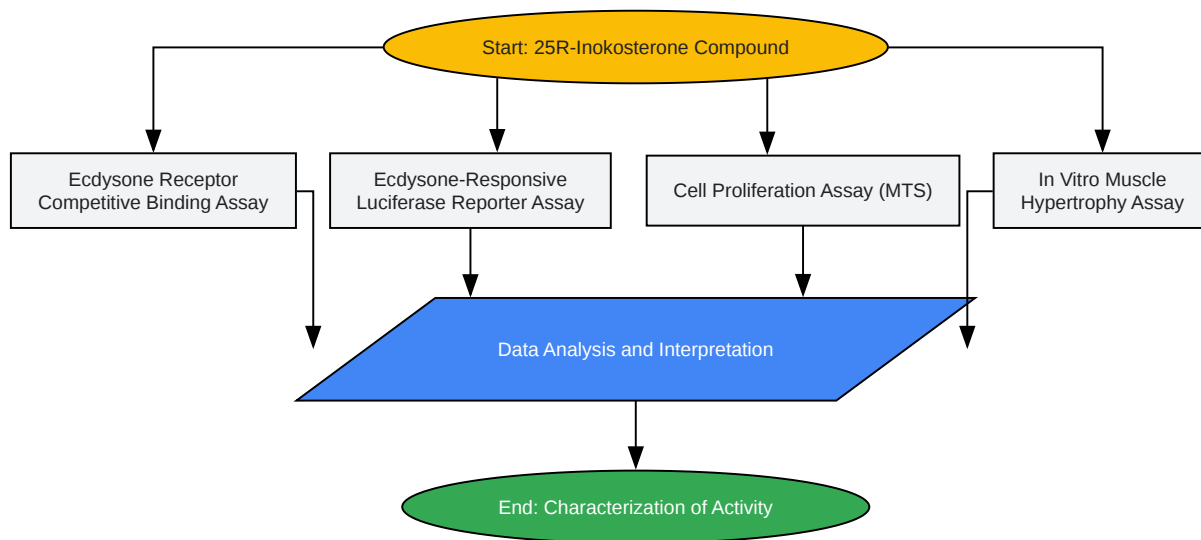 Start: 25R-Inokosterone Compound
Ecdysone Receptor
Competitive Binding Assay
Ecdysone-Responsive
Luciferase Reporter Assay
Cell Proliferation Assay (MTS)
In Vitro Muscle
Hypertrophy Assay
Data Analysis and Interpretation
End: Characterization of Activity